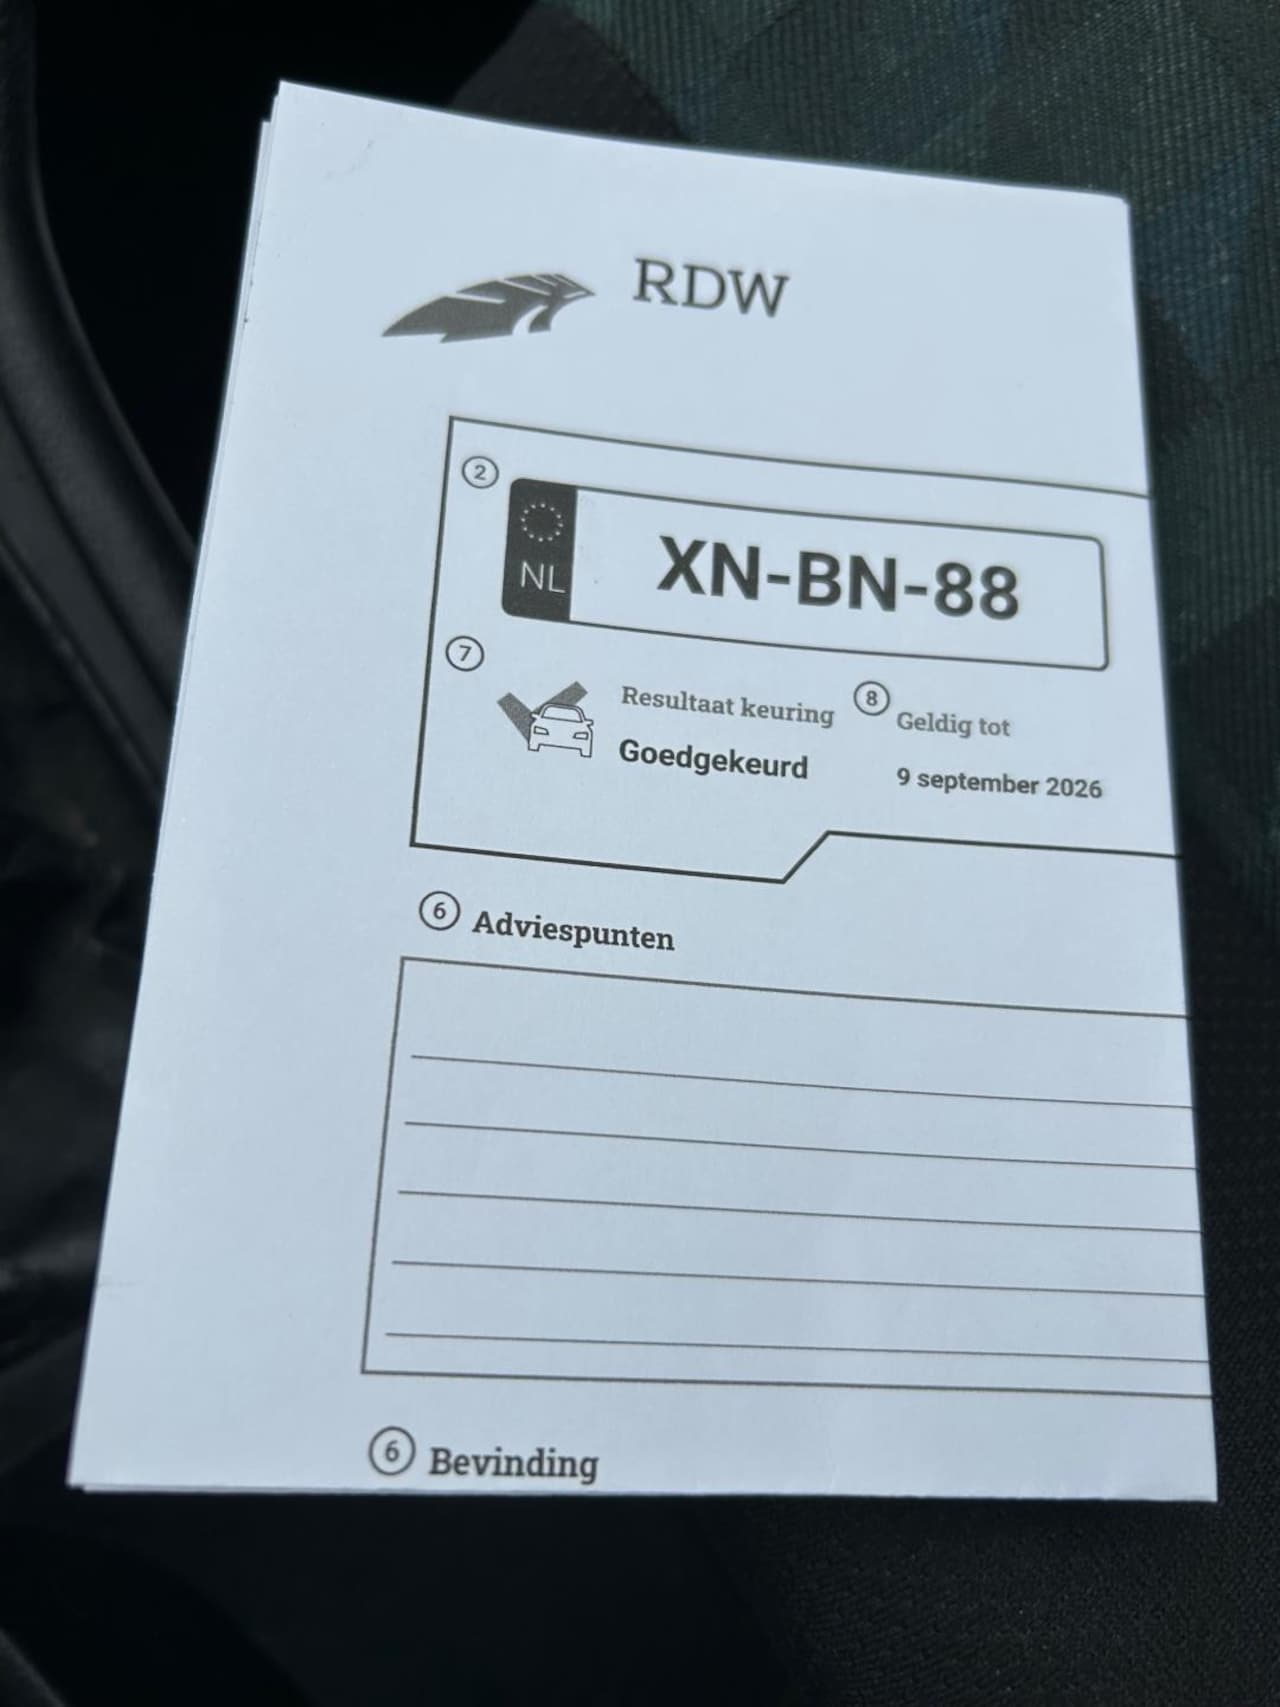 RDW
2
NL XN-BN-88
7
Resultaat keuring 8 Geldig tot
Goedgekeurd 9 september 2026
6 Adviespunten
6 Bevinding